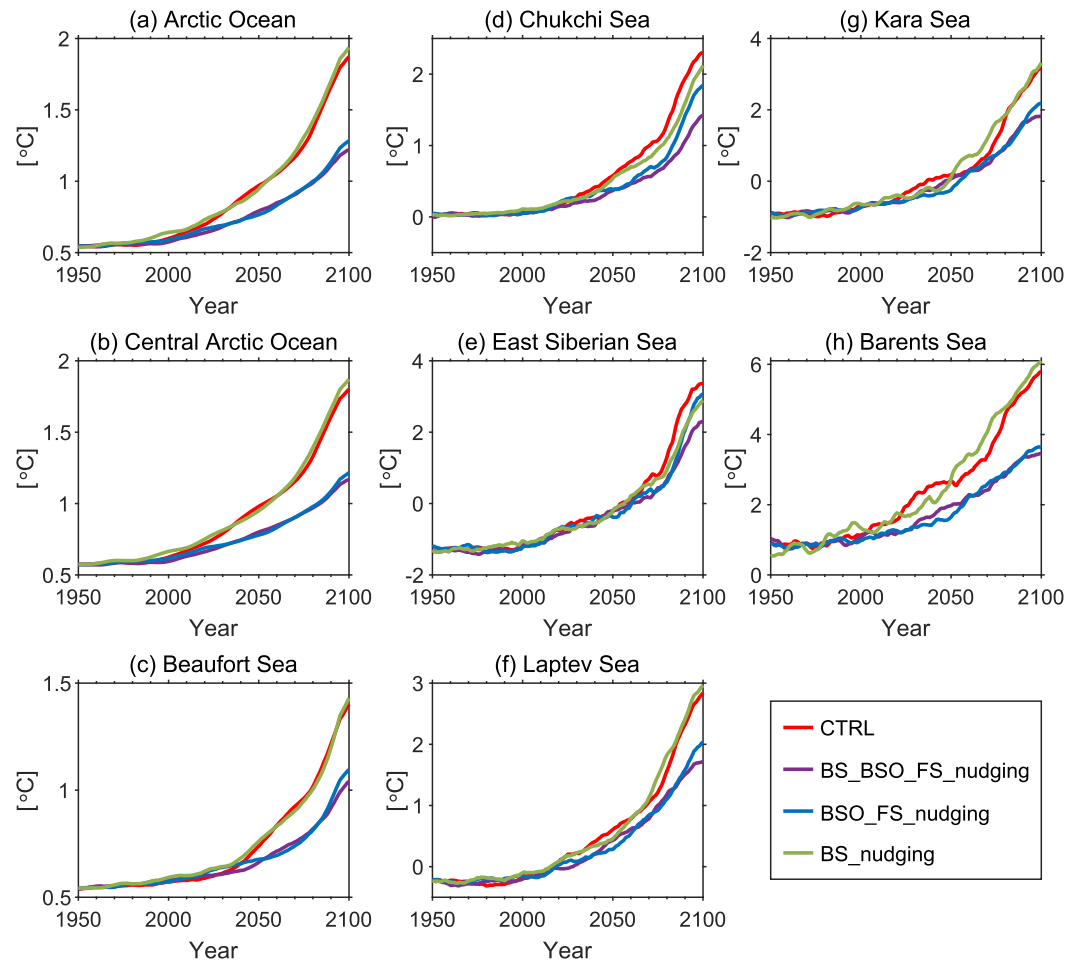 (a) Arctic Ocean
2
1.5
1
0.5
[°C]
1950 2000 2050 2100
Year
(d) Chukchi Sea
2
1
0
[°C]
1950 2000 2050 2100
Year
(g) Kara Sea
4
2
0
-2
[°C]
1950 2000 2050 2100
Year
(b) Central Arctic Ocean
2
1.5
1
0.5
[°C]
1950 2000 2050 2100
Year
(e) East Siberian Sea
4
2
0
-2
[°C]
1950 2000 2050 2100
Year
(h) Barents Sea
6
4
2
0
[°C]
1950 2000 2050 2100
Year
(c) Beaufort Sea
1.5
1
0.5
[°C]
1950 2000 2050 2100
Year
(f) Laptev Sea
3
2
1
0
[°C]
1950 2000 2050 2100
Year
CTRL
BS_BSO_FS_nudging
BSO_FS_nudging
BS_nudging